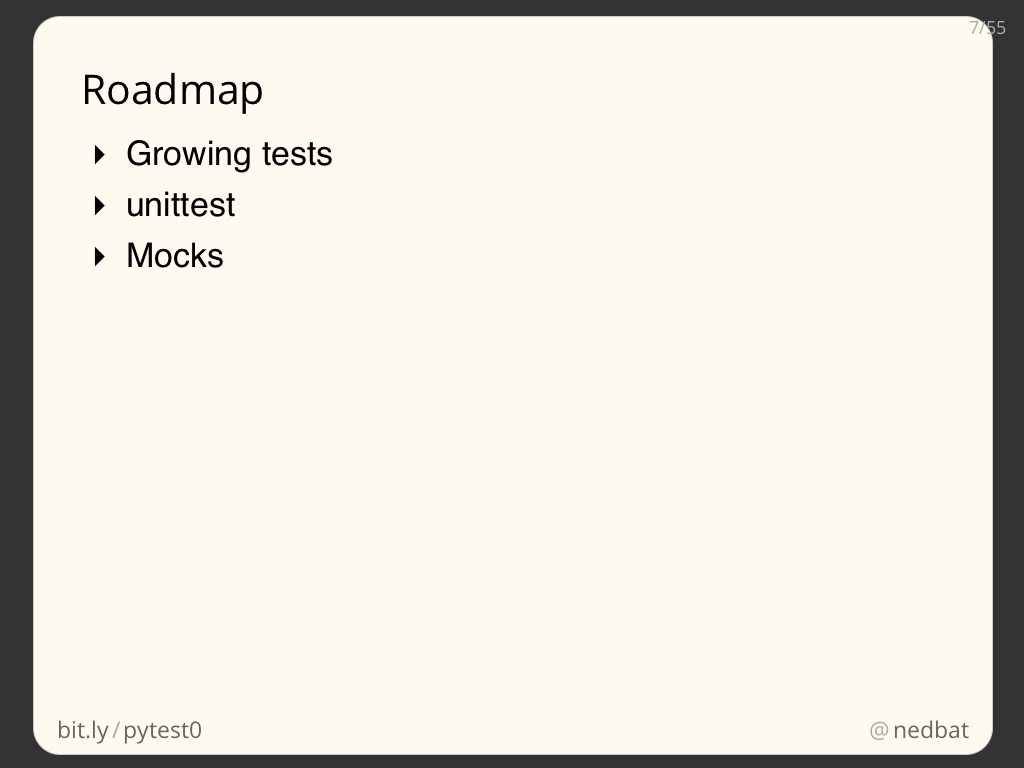 7/55
Roadmap
‣ Growing tests
‣ unittest
‣ Mocks
bit.ly/pytest0
@nedbat